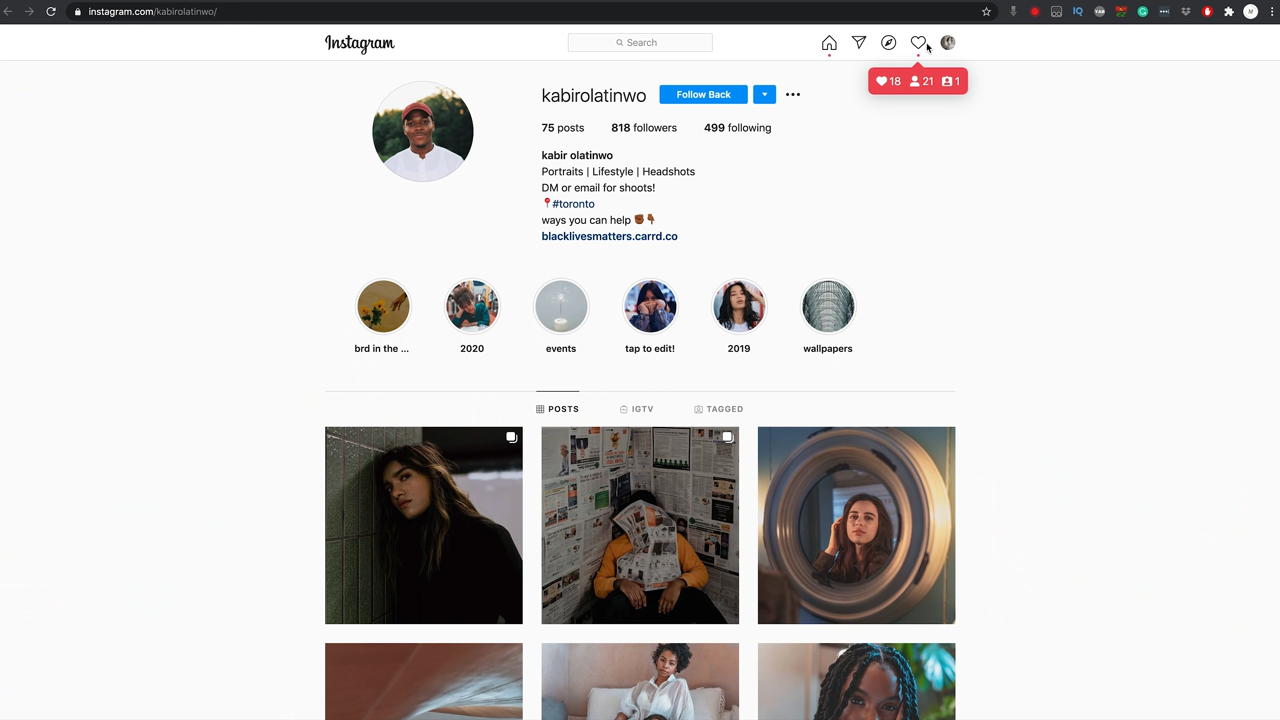 instagram.com/kabirolatinwo/
Instagram
Search
18 21 1
kabirolatinwo Follow Back
75 posts 818 followers 499 following
kabir olatinwo
Portraits | Lifestyle | Headshots
DM or email for shoots!
📍#toronto
ways you can help ✊🏾👇🏾
blacklivesmatters.carrd.co
brd in the ... 2020 events tap to edit! 2019 wallpapers
POSTS IGTV TAGGED